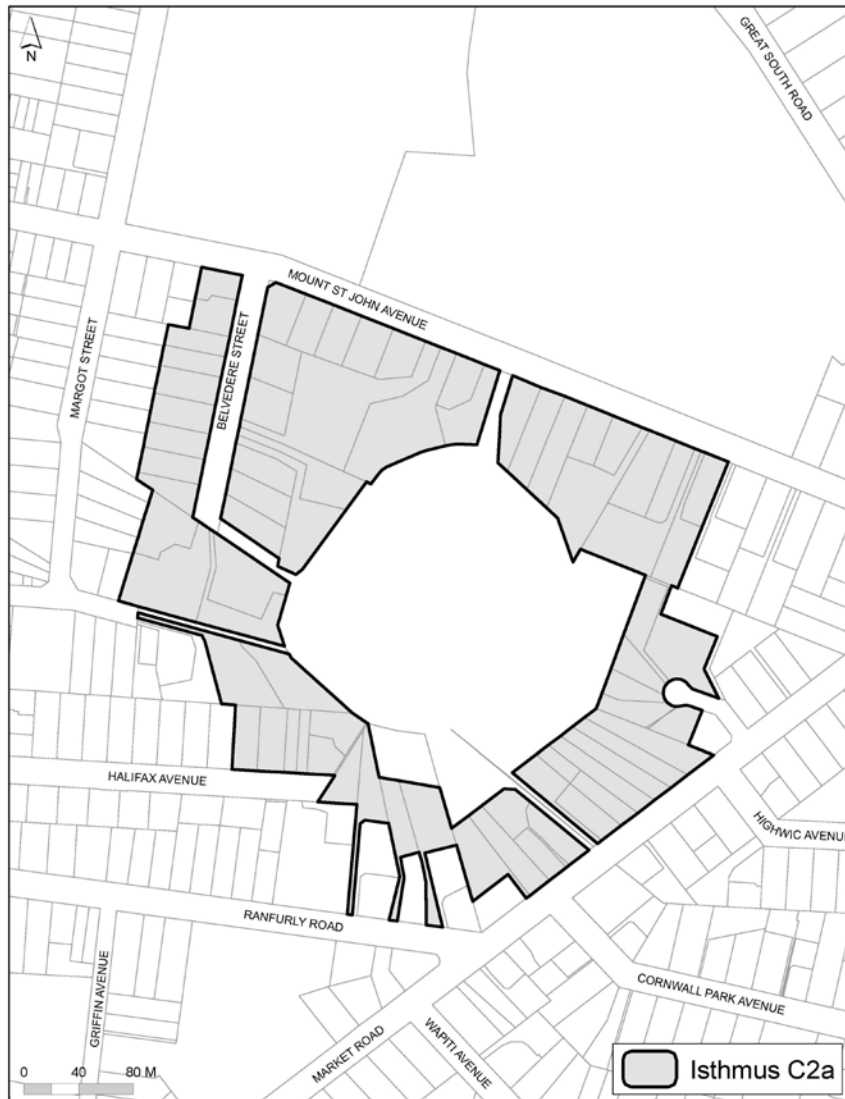 N
GREAT SOUTH ROAD
MOUNT ST JOHN AVENUE
MARGOT STREET
BELVEDERE STREET
HALIFAX AVENUE
HIGHWIC AVENUE
RANFURLY ROAD
GRIFFIN AVENUE
CORNWALL PARK AVENUE
MARKET ROAD
WAPITI AVENUE
0 40 80 M
Isthmus C2a